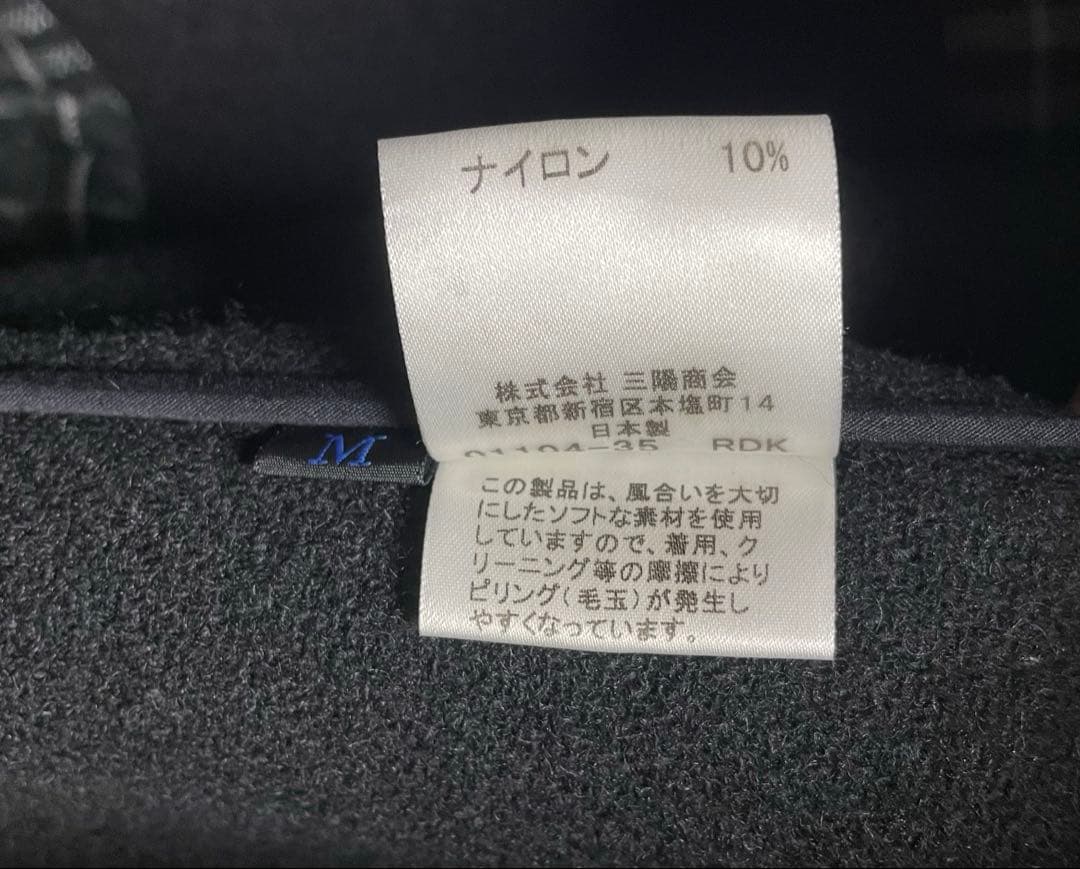 ナイロン 10%
株式会社 三陽商会
東京都新宿区本塩町14
日本製
01104-35 RDK
M
この製品は、風合いを大切
にしたソフトな素材を使用
していますので、着用、ク
リーニング等の摩擦により
ピリング(毛玉)が発生し
やすくなっています。